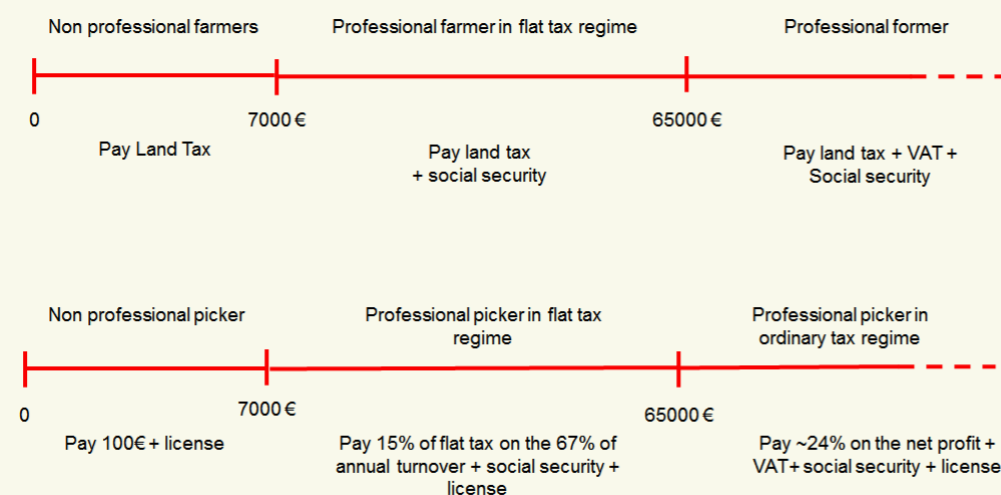 Non professional farmers
Professional farmer in flat tax regime
Professional former
0
7000 €
65000 €
Pay Land Tax
Pay land tax
+ social security
Pay land tax + VAT +
Social security
Non professional picker
Professional picker in flat tax
regime
Professional picker in
ordinary tax regime
0
7000 €
65000 €
Pay 100€ + license
Pay 15% of flat tax on the 67% of
annual turnover + social security +
license
Pay ~24% on the net profit +
VAT+ social security + license